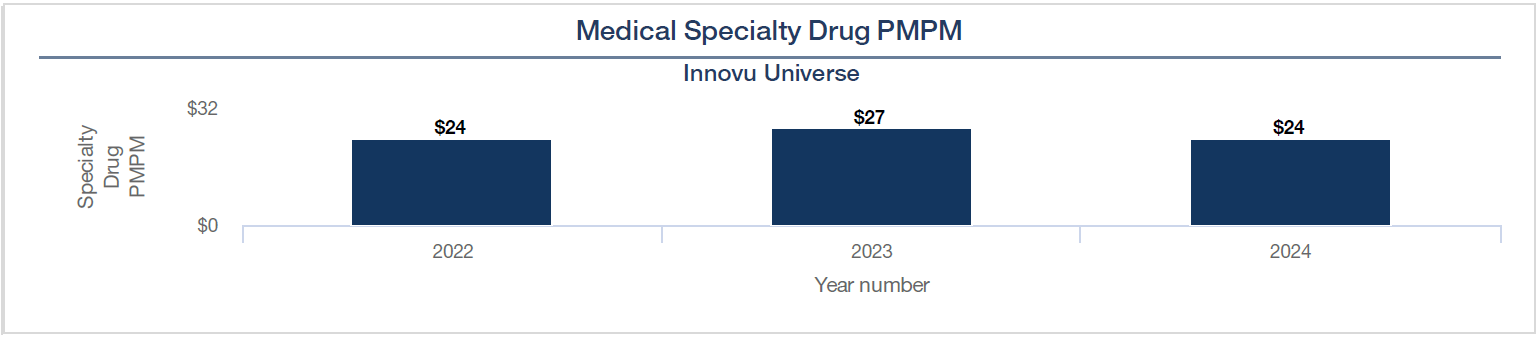 Medical Specialty Drug PMPM
Innovu Universe
Specialty
Drug
PMPM
$32
$0
$24
$27
$24
2022
2023
2024
Year number